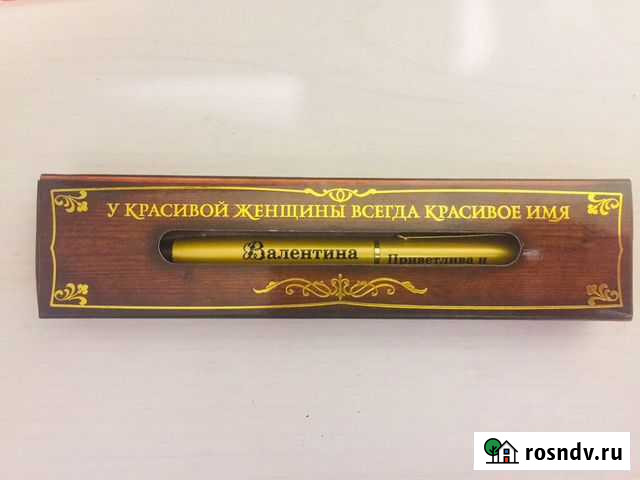 У КРАСИВОЙ ЖЕНЩИНЫ ВСЕГДА КРАСИВОЕ ИМЯ
Валентина Приветлива и
rosndv.ru